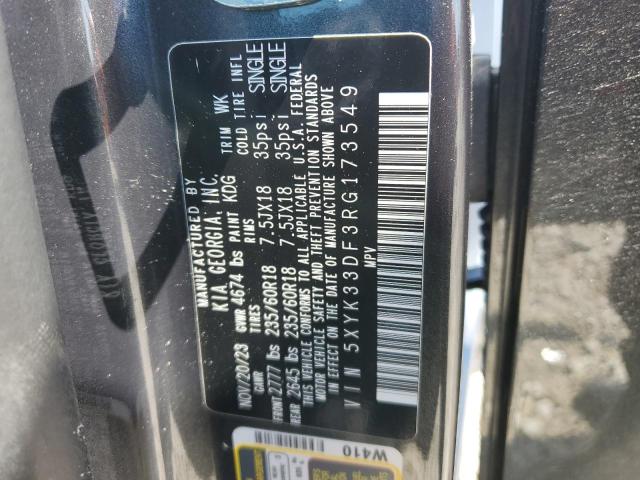 MANUFACTURED BY
KIA GEORGIA, INC.
NOV/20/23 GVWR 4674 lbs PAINT KDG TRIM WK
GAWR TIRES RIMS COLD TIRE INFL
FRONT 2777 lbs 235/60R18 7.5JX18 35psi SINGLE
REAR 2645 lbs 235/60R18 7.5JX18 35psi SINGLE
THIS VEHICLE CONFORMS TO ALL APPLICABLE U.S.A. FEDERAL
MOTOR VEHICLE SAFETY AND THEFT PREVENTION STANDARDS
IN EFFECT ON THE DATE OF MANUFACTURE SHOWN ABOVE
VIN 5XYK33DF3RG173549
MPV
W410